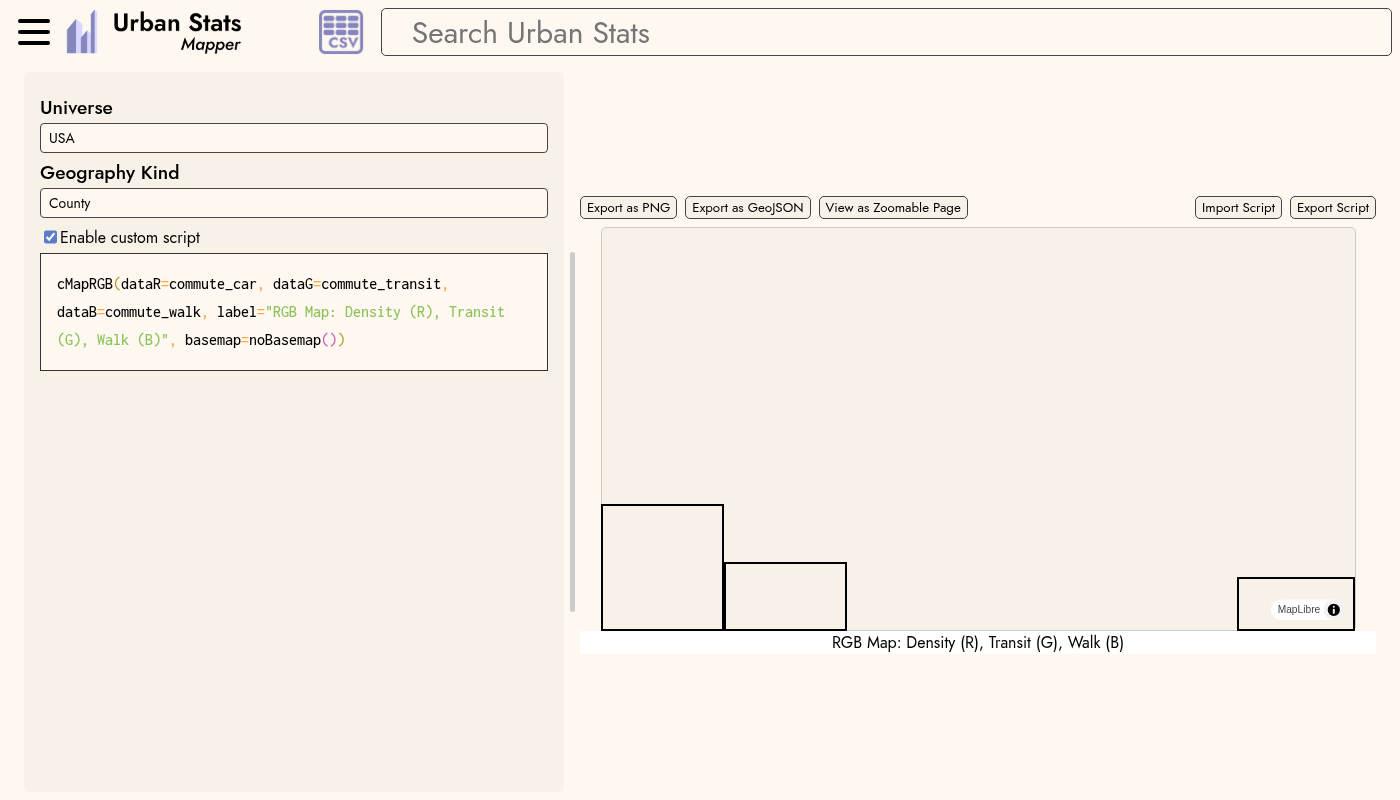 Urban Stats
Mapper
CSV
Search Urban Stats
Universe
USA
Geography Kind
County
Enable custom script
cMapRGB(dataR=commute_car, dataG=commute_transit,
dataB=commute_walk, label="RGB Map: Density (R), Transit
(G), Walk (B)", basemap=noBasemap())
Export as PNG
Export as GeoJSON
View as Zoomable Page
Import Script
Export Script
MapLibre
RGB Map: Density (R), Transit (G), Walk (B)